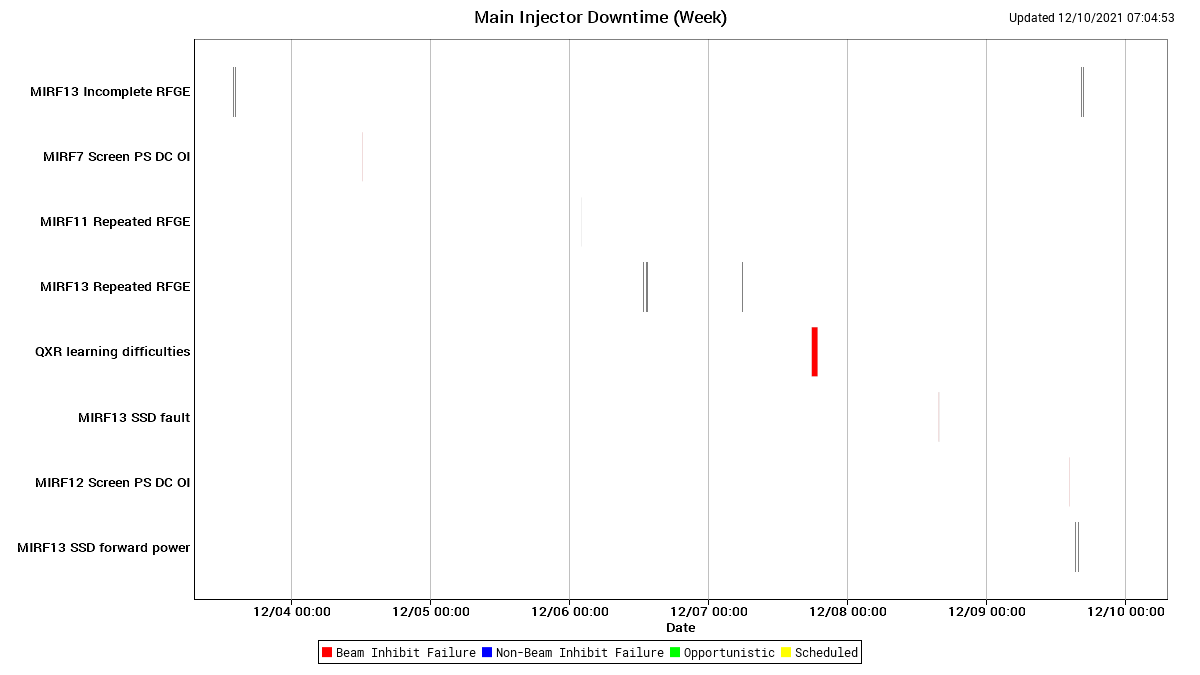 Main Injector Downtime (Week)
Updated 12/10/2021 07:04:53
MIRF13 Incomplete RFGE
MIRF7 Screen PS DC OI
MIRF11 Repeated RFGE
MIRF13 Repeated RFGE
QXR learning difficulties
MIRF13 SSD fault
MIRF12 Screen PS DC OI
MIRF13 SSD forward power
12/04 00:00 12/05 00:00 12/06 00:00 12/07 00:00 12/08 00:00 12/09 00:00 12/10 00:00
Date
Beam Inhibit Failure Non-Beam Inhibit Failure Opportunistic Scheduled